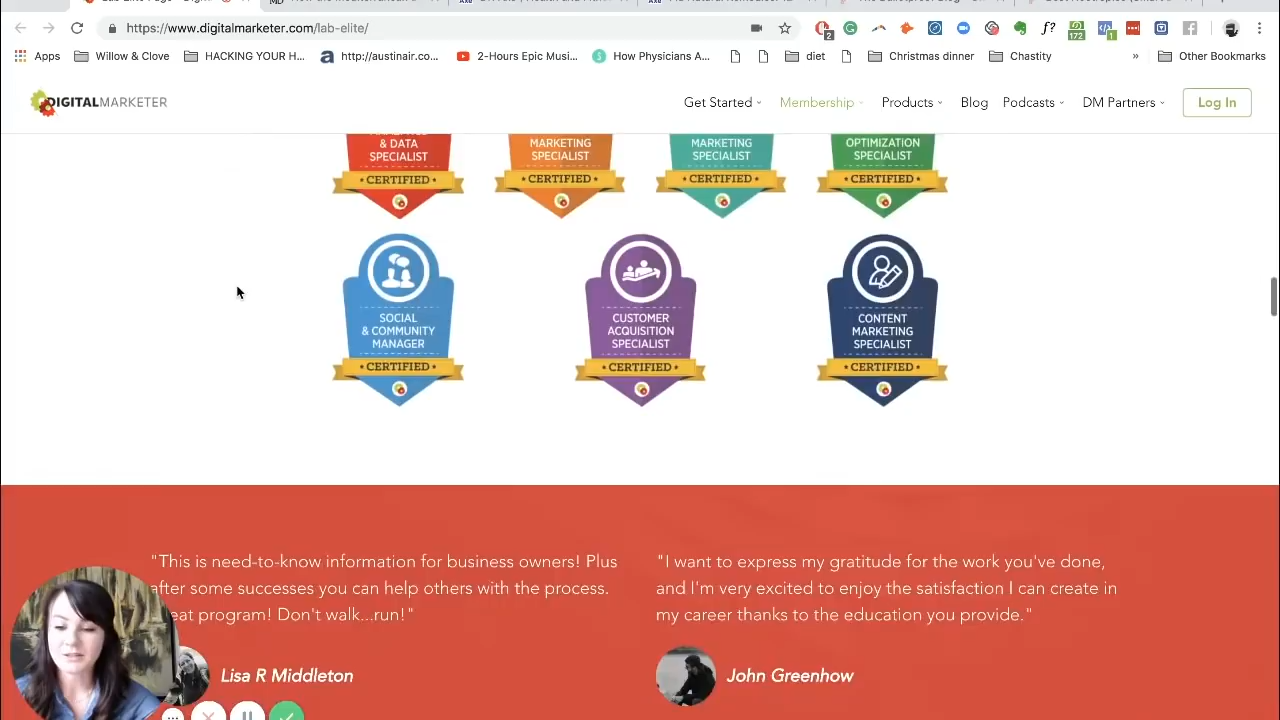 https://www.digitalmarketer.com/lab-elite/
2
172
1
Apps
Willow & Clove
HACKING YOUR H...
http://austinair.co...
2-Hours Epic Musi...
How Physicians A...
diet
Christmas dinner
Chastity
»
Other Bookmarks
DIGITALMARKETER
Get Started
Membership
Products
Blog
Podcasts
DM Partners
Log In
& DATA
SPECIALIST
CERTIFIED
MARKETING
SPECIALIST
CERTIFIED
MARKETING
SPECIALIST
CERTIFIED
OPTIMIZATION
SPECIALIST
CERTIFIED
SOCIAL
& COMMUNITY
MANAGER
CERTIFIED
CUSTOMER
ACQUISITION
SPECIALIST
CERTIFIED
CONTENT
MARKETING
SPECIALIST
CERTIFIED
"This is need-to-know information for business owners! Plus
after some successes you can help others with the process.
program! Don't walk...run!"
Lisa R Middleton
"I want to express my gratitude for the work you've done,
and I'm very excited to enjoy the satisfaction I can create in
my career thanks to the education you provide."
John Greenhow